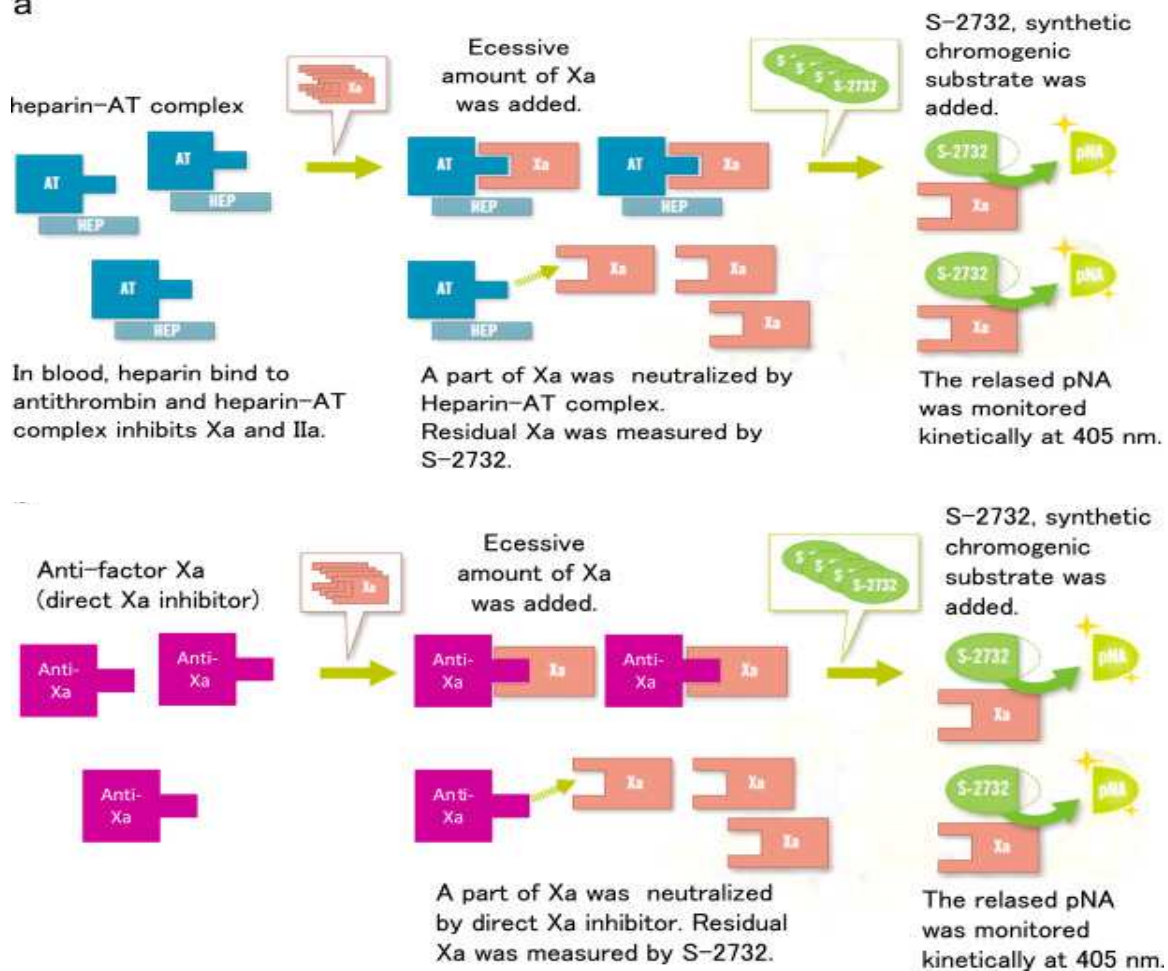 a
heparin-AT complex
AT
HEP
AT
HEP
AT
HEP
In blood, heparin bind to
antithrombin and heparin-AT
complex inhibits Xa and IIa.
Xa
Ecessive
amount of Xa
was added.
AT
Xa
HEP
AT
Xa
HEP
AT
HEP
Xa
Xa
Xa
A part of Xa was neutralized by
Heparin-AT complex.
Residual Xa was measured by
S-2732.
S-2732
S-2732, synthetic
chromogenic
substrate was
added.
S-2732
pNA
Xa
S-2732
pNA
Xa
The relased pNA
was monitored
kinetically at 405 nm.
Anti-factor Xa
(direct Xa inhibitor)
Anti-
Xa
Anti-
Xa
Anti-
Xa
Xa
Ecessive
amount of Xa
was added.
Anti-
Xa
Xa
Anti-
Xa
Xa
Anti-
Xa
Xa
Xa
Xa
A part of Xa was neutralized
by direct Xa inhibitor. Residual
Xa was measured by S-2732.
S-2732
S-2732, synthetic
chromogenic
substrate was
added.
S-2732
pNA
Xa
S-2732
pNA
Xa
The relased pNA
was monitored
kinetically at 405 nm.